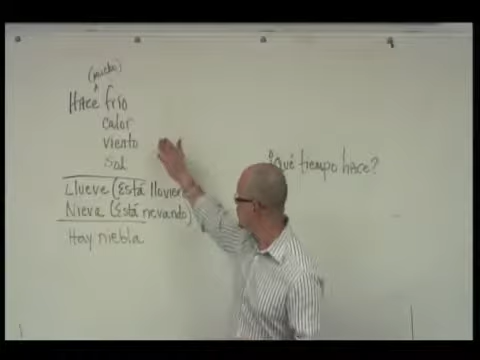 (mucho)
^
Hace frío
calor
viento
sol
Llueve (Está llovien
Nieva (Está nevando)
Hay niebla
¿Qué tiempo hace?